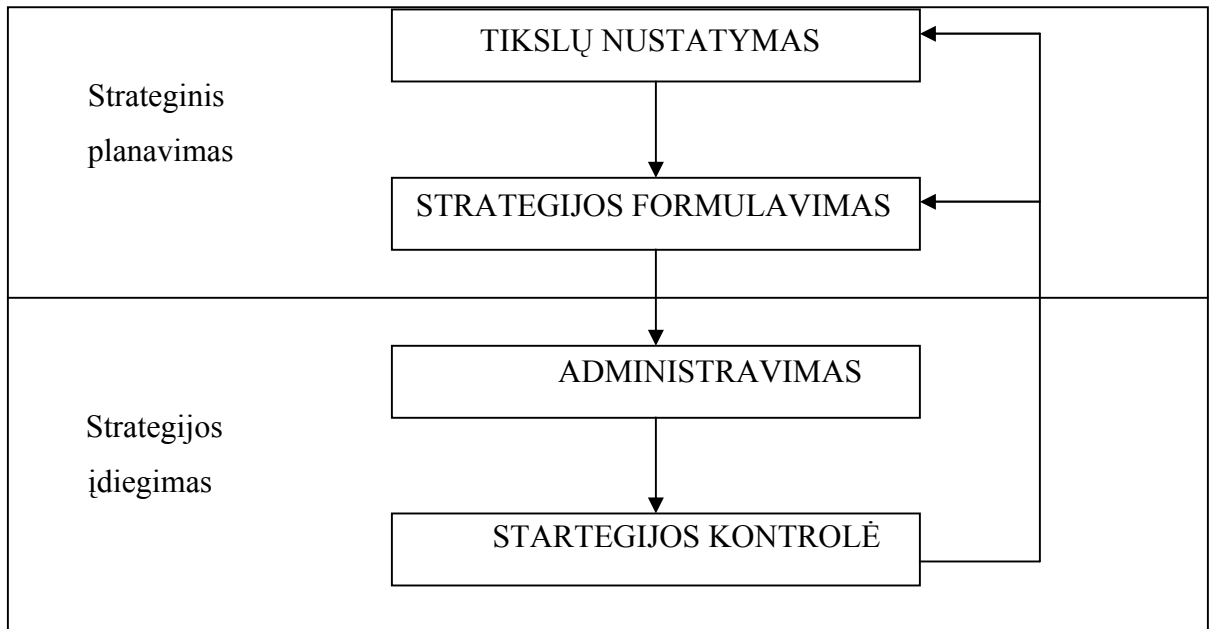 TIKSLŲ NUSTATYMAS
Strateginis
planavimas
STRATEGIJOS FORMULAVIMAS
ADMINISTRAVIMAS
Strategijos
įdiegimas
STARTEGIJOS KONTROLĖ